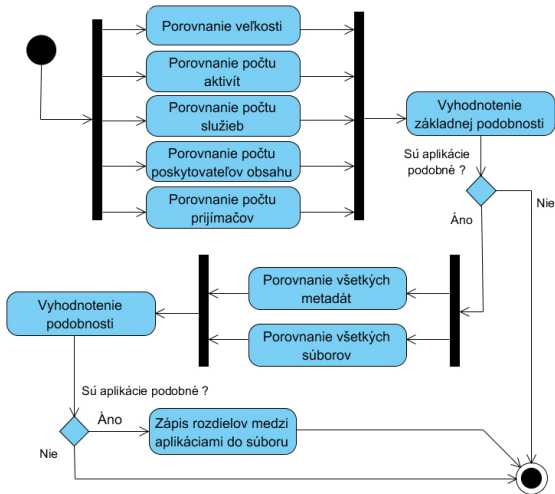 Porovnanie veľkosti
Porovnanie počtu
aktivít
Porovnanie počtu
služieb
Porovnanie počtu
poskytovateľov obsahu
Porovnanie počtu
prijímačov
Vyhodnotenie
základnej podobnosti
Sú aplikácie
podobné ?
Nie
Áno
Porovnanie všetkých
metadát
Porovnanie všetkých
súborov
Vyhodnotenie
podobnosti
Sú aplikácie podobné ?
Áno
Nie
Zápis rozdielov medzi
aplikáciami do súboru